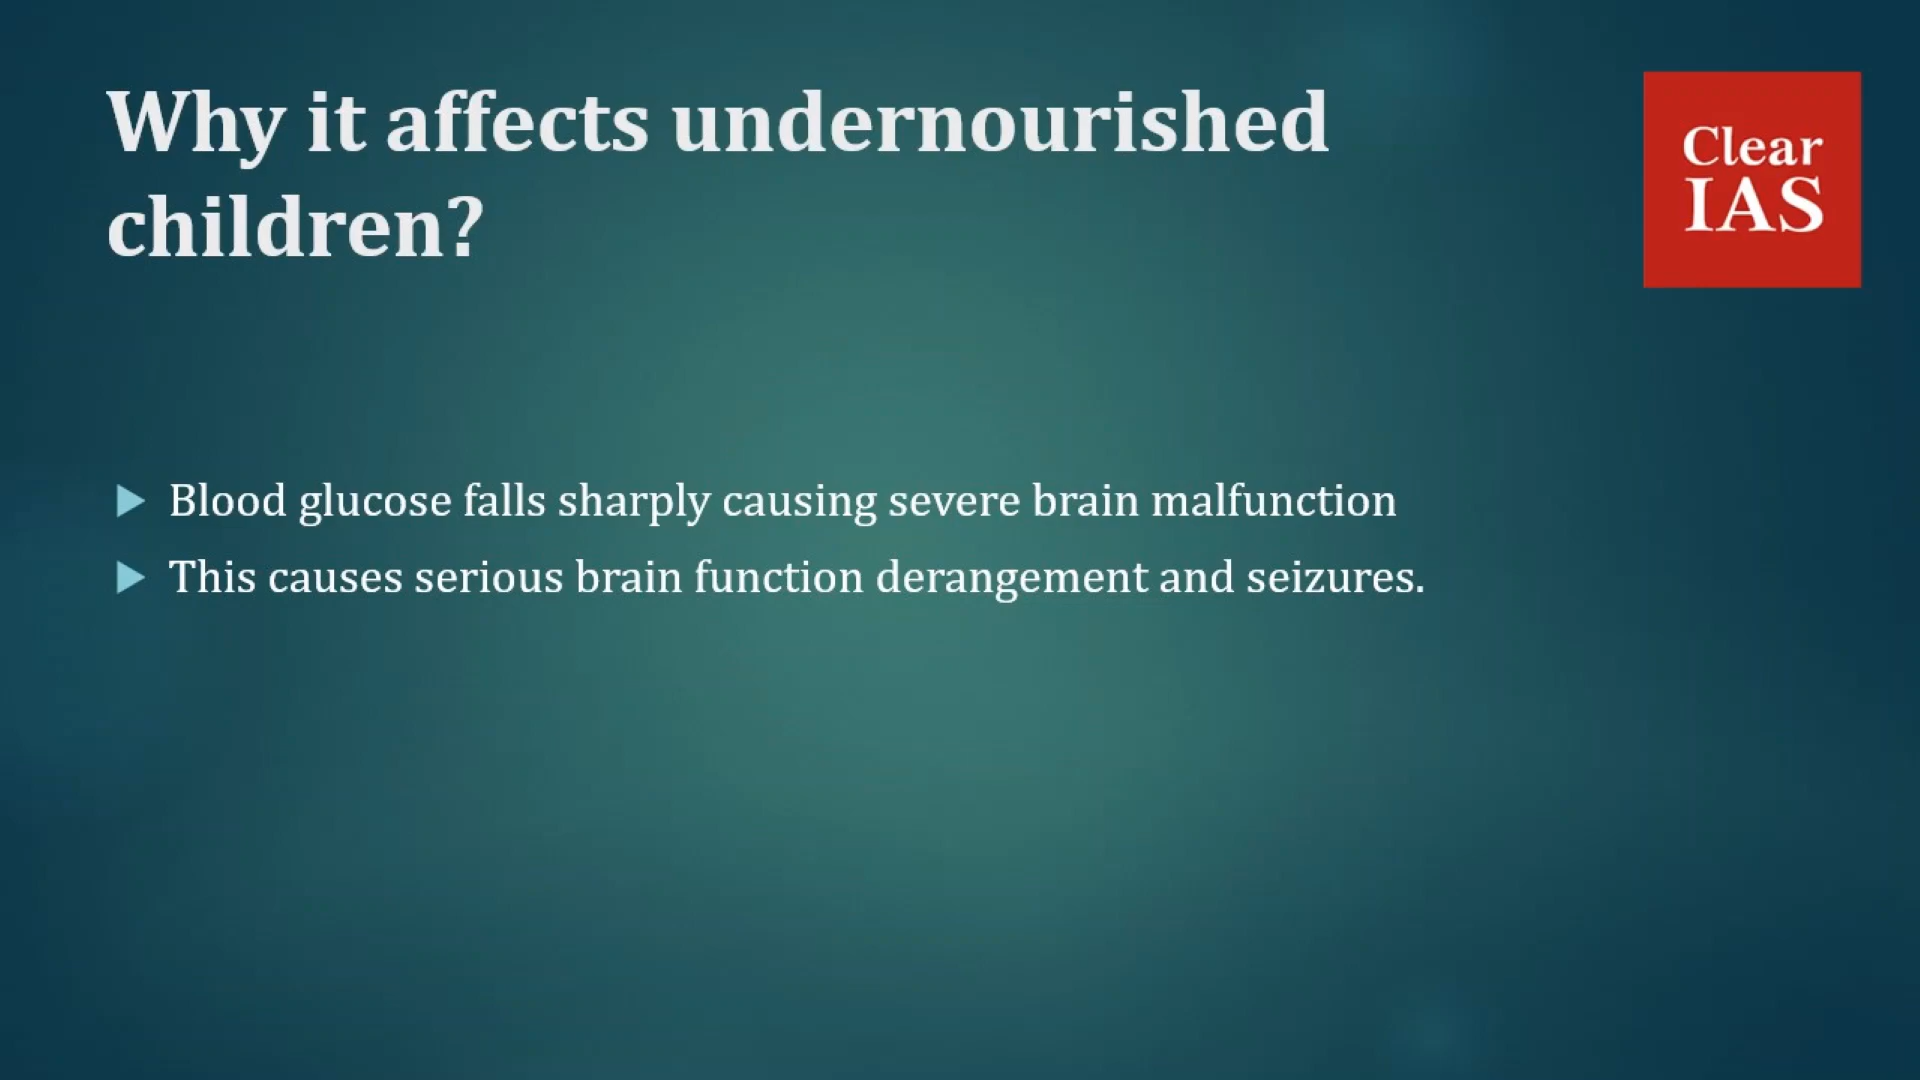 Why it affects undernourished
children?
Clear
IAS
Blood glucose falls sharply causing severe brain malfunction
This causes serious brain function derangement and seizures.